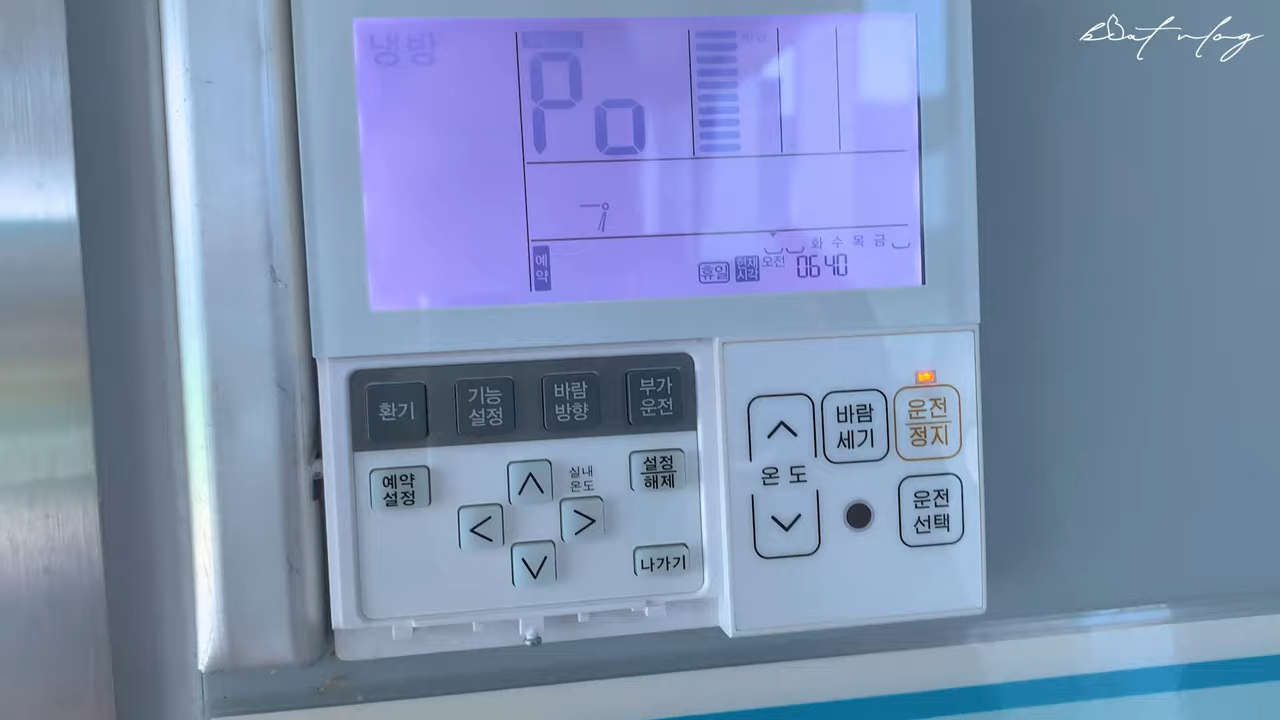 냉방
Po
화 수 목 금
예약
휴일 현재시각 오전 06 40
환기
기능
설정
바람
방향
부가
운전
예약
설정
실내
온도
설정
해제
나가기
온도
바람
세기
운전
정지
운전
선택